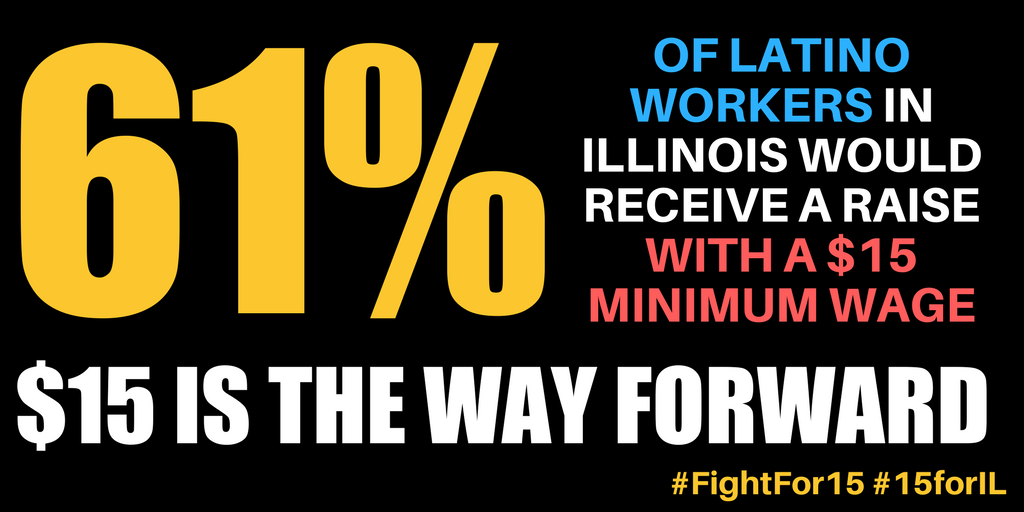 61%
OF LATINO
WORKERS IN
ILLINOIS WOULD
RECEIVE A RAISE
WITH A $15
MINIMUM WAGE
$15 IS THE WAY FORWARD
#FightFor15 #15forIL